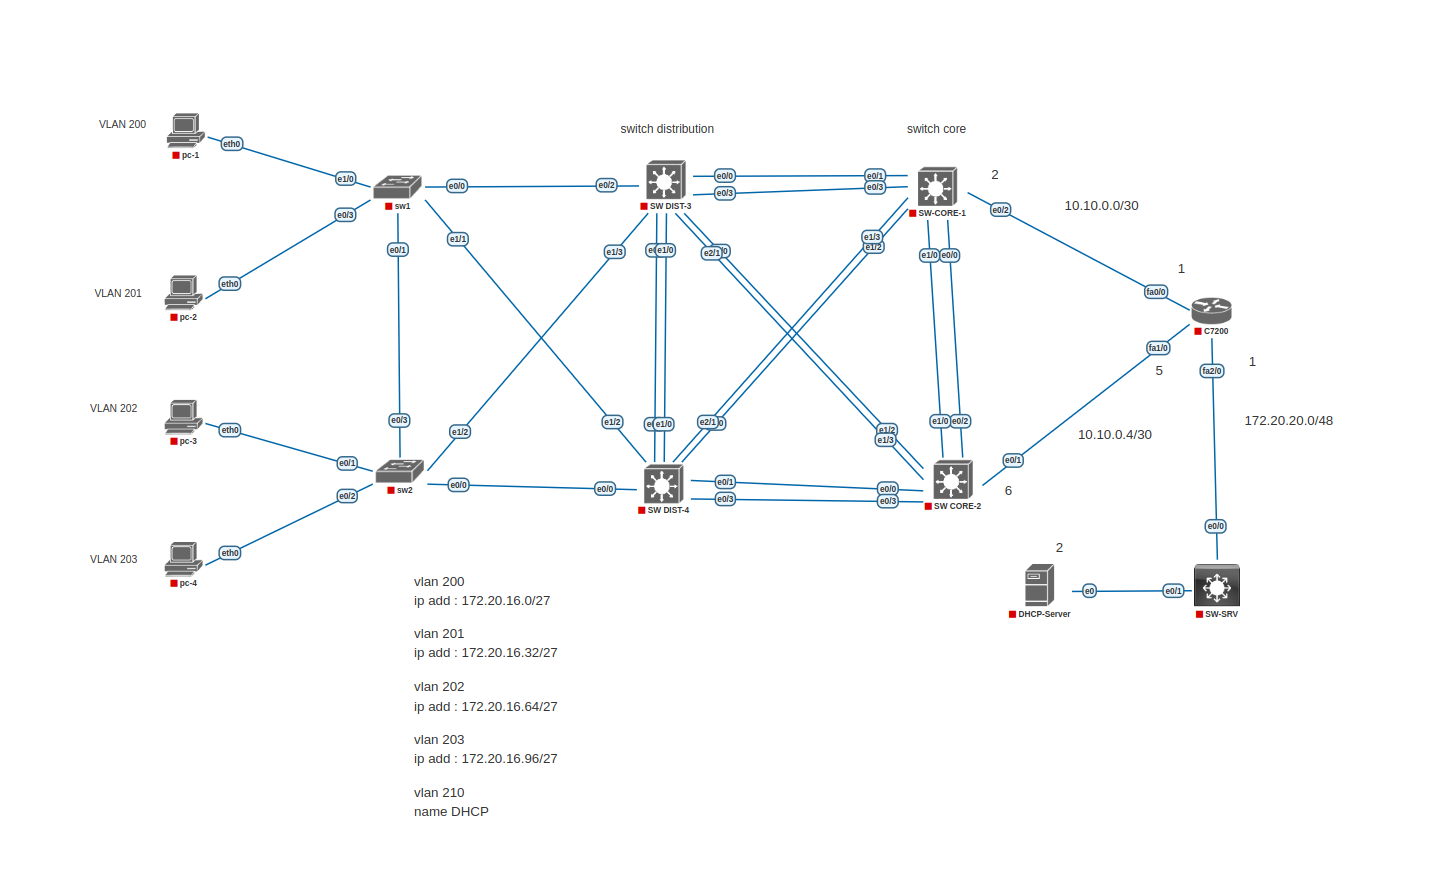 switch distribution
switch core
VLAN 200
pc-1
eth0
e1/0
VLAN 201
pc-2
eth0
e0/3
sw1
e0/0
e0/1
e1/1
e0/2
SW DIST-3
e0/0
e0/3
e1/3
e1/0
e2/1
e0/1
e0/3
SW-CORE-1
e1/3
e1/2
e1/0
e0/0
e0/2
2
10.10.0.0/30
1
fa0/0
C7200
fa1/0
5
fa2/0
1
172.20.20.0/48
10.10.0.4/30
VLAN 202
pc-3
eth0
e0/1
VLAN 203
pc-4
eth0
e0/2
e0/3
sw2
e1/2
e0/0
e1/2
e0/0
e1/0
e2/1
SW DIST-4
e0/1
e0/3
e1/2
e1/3
e0/0
e0/3
e1/0
e0/2
SW CORE-2
e0/1
6
e0/0
2
DHCP-Server
e0
e0/1
SW-SRV
vlan 200
ip add : 172.20.16.0/27
vlan 201
ip add : 172.20.16.32/27
vlan 202
ip add : 172.20.16.64/27
vlan 203
ip add : 172.20.16.96/27
vlan 210
name DHCP